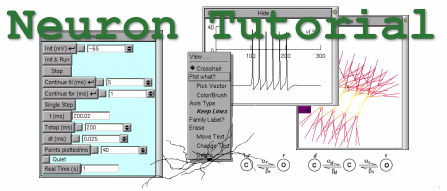 Neuron Tutorial
Init (mV) -65
Init & Run
Stop
Continue til (ms) 5
Continue for (ms) 1
Single Step
t (ms) 200.02
Tstop (ms) 200
dt (ms) 0.025
Points plotted/ms 40
Quiet
Real Time (s) 1
View . . .
Crosshair
Plot what?
Pick Vector
Color/Brush
Axis Type
Keep Lines
Family Label?
Erase
Move Text
Change Text
Delete
Hide
40
0
100
C
O
C
C
O